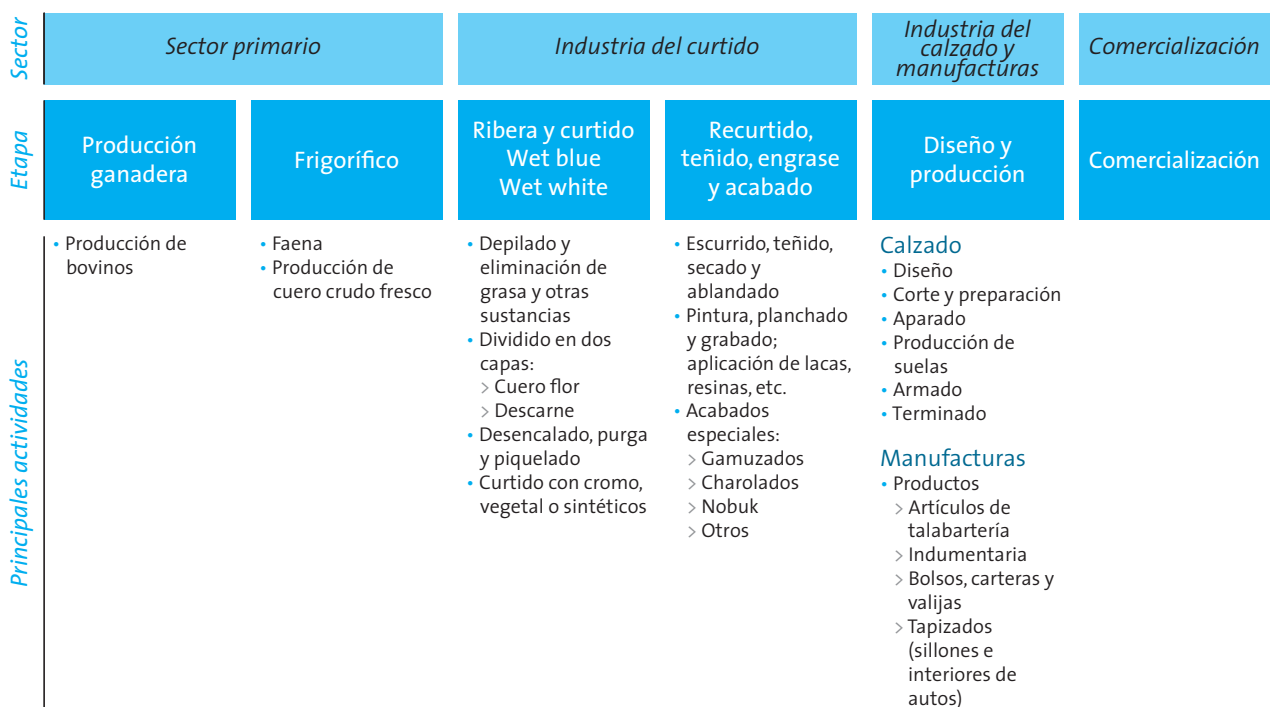 Sector
Sector primario
Industria del curtido
Industria del
calzado y
manufacturas
Comercialización
Etapa
Producción
ganadera
Frigorífico
Ribera y curtido
Wet blue
Wet white
Recurtido,
teñido, engrase
y acabado
Diseño y
producción
Comercialización
Principales actividades
• Producción de
bovinos
• Faena
• Producción de
cuero crudo fresco
• Depilado y
eliminación de
grasa y otras
sustancias
• Dividido en dos
capas:
> Cuero flor
> Descarne
• Desencalado, purga
y piquelado
• Curtido con cromo,
vegetal o sintéticos
• Escurrido, teñido,
secado y
ablandado
• Pintura, planchado
y grabado;
aplicación de lacas,
resinas, etc.
• Acabados
especiales:
> Gamuzados
> Charolados
> Nobuk
> Otros
Calzado
• Diseño
• Corte y preparación
• Aparado
• Producción de
suelas
• Armado
• Terminado
Manufacturas
• Productos
> Artículos de
talabartería
> Indumentaria
> Bolsos, carteras y
valijas
> Tapizados
(sillones e
interiores de
autos)